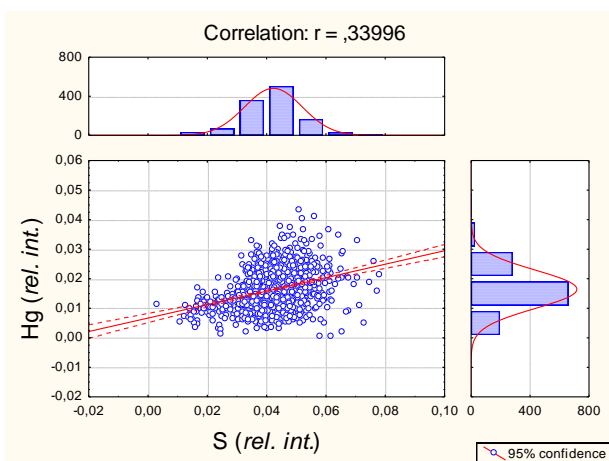 Correlation: r = ,33996
800
400
0
0,06
0,05
0,04
0,03
0,02
0,01
0,00
-0,01
-0,02
Hg (rel. int.)
-0,02 0,00 0,02 0,04 0,06 0,08 0,10
S (rel. int.)
0 400 800
95% confidence